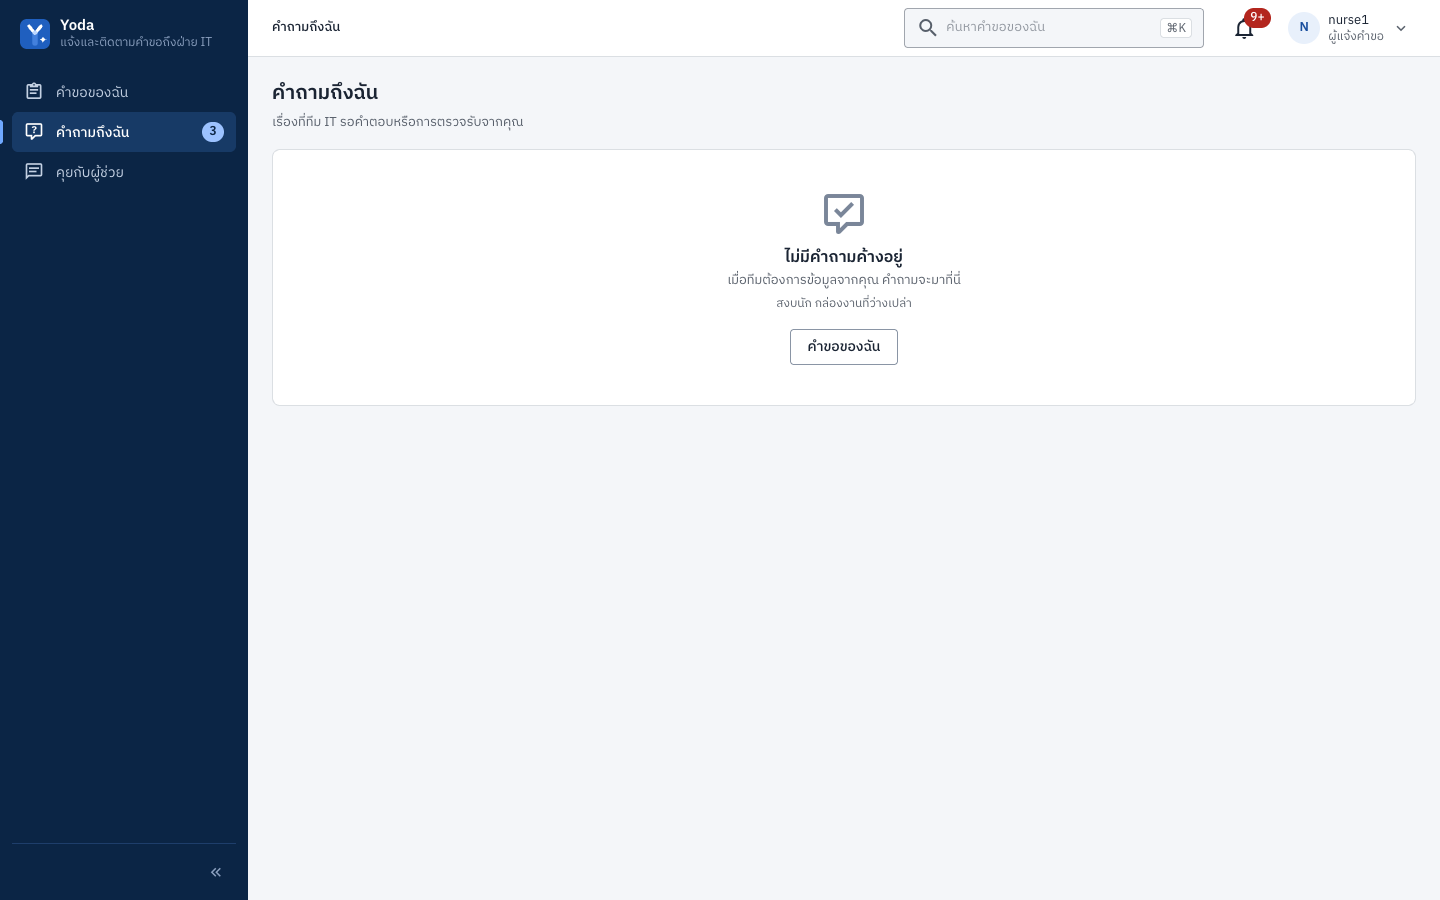 Yoda
แจ้งและติดตามคำขอถึงฝ่าย IT
คำขอของฉัน
คำถามถึงฉัน
3
คุยกับผู้ช่วย
คำถามถึงฉัน
ค้นหาคำขอของฉัน
⌘K
9+
N
nurse1
ผู้แจ้งคำขอ
คำถามถึงฉัน
เรื่องที่ทีม IT รอคำตอบหรือการตรวจรับจากคุณ
ไม่มีคำถามค้างอยู่
เมื่อทีมต้องการข้อมูลจากคุณ คำถามจะมาที่นี่
สงบนัก กล่องงานที่ว่างเปล่า
คำขอของฉัน